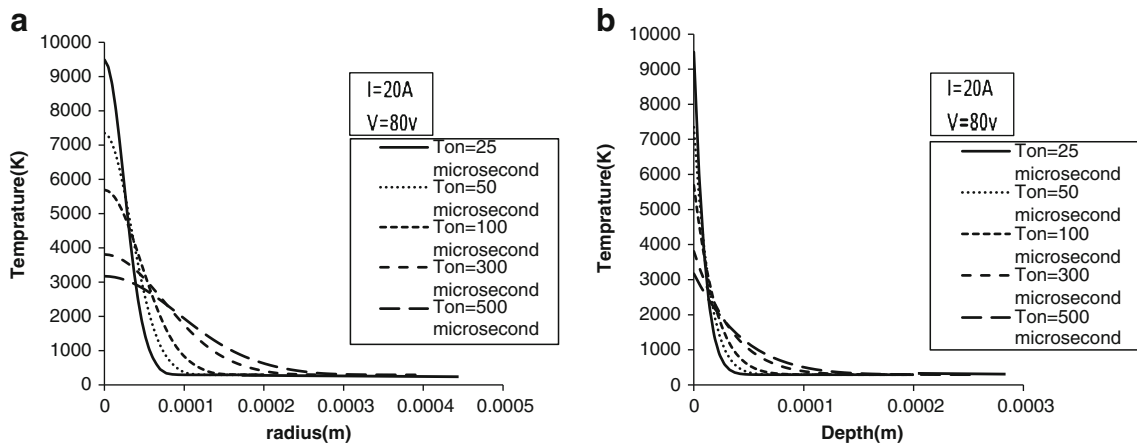 a
10000
9000
8000
7000
6000
5000
4000
3000
2000
1000
0
Temprature(K)
0
0.0001
0.0002
0.0003
0.0004
0.0005
radius(m)
I=20A
V=80v
Ton=25
microsecond
Ton=50
microsecond
Ton=100
microsecond
Ton=300
microsecond
Ton=500
microsecond
b
10000
9000
8000
7000
6000
5000
4000
3000
2000
1000
0
Temprature(K)
0
0.0001
0.0002
0.0003
Depth(m)
I=20A
V=80v
Ton=25
microsecond
Ton=50
microsecond
Ton=100
microsecond
Ton=300
microsecond
Ton=500
microsecond